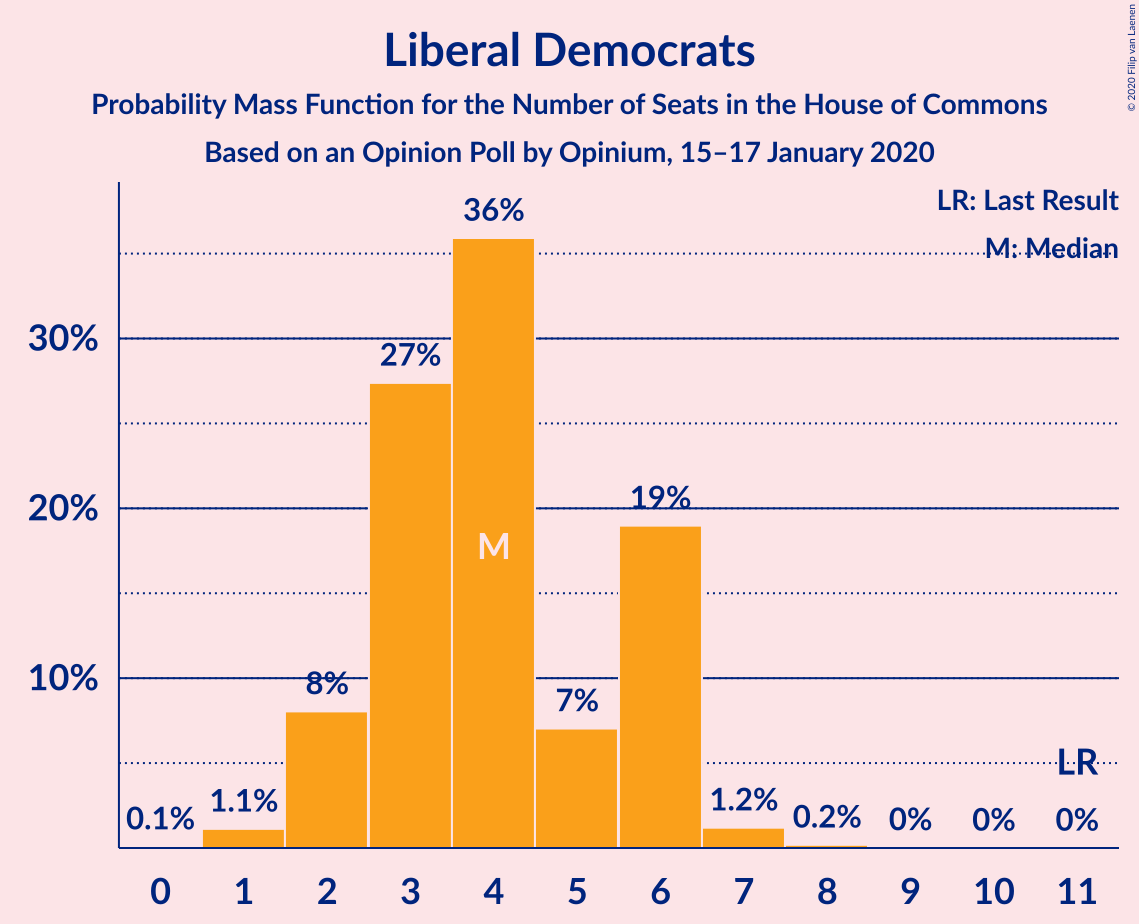 Liberal Democrats
Probability Mass Function for the Number of Seats in the House of Commons
Based on an Opinion Poll by Opinium, 15–17 January 2020
© 2020 Filip van Laenen
LR: Last Result
M: Median
36%
30%
27%
20%
19%
M
10%
8%
7%
LR
0.1%
1.1%
1.2%
0.2%
0%
0%
0%
0 1 2 3 4 5 6 7 8 9 10 11